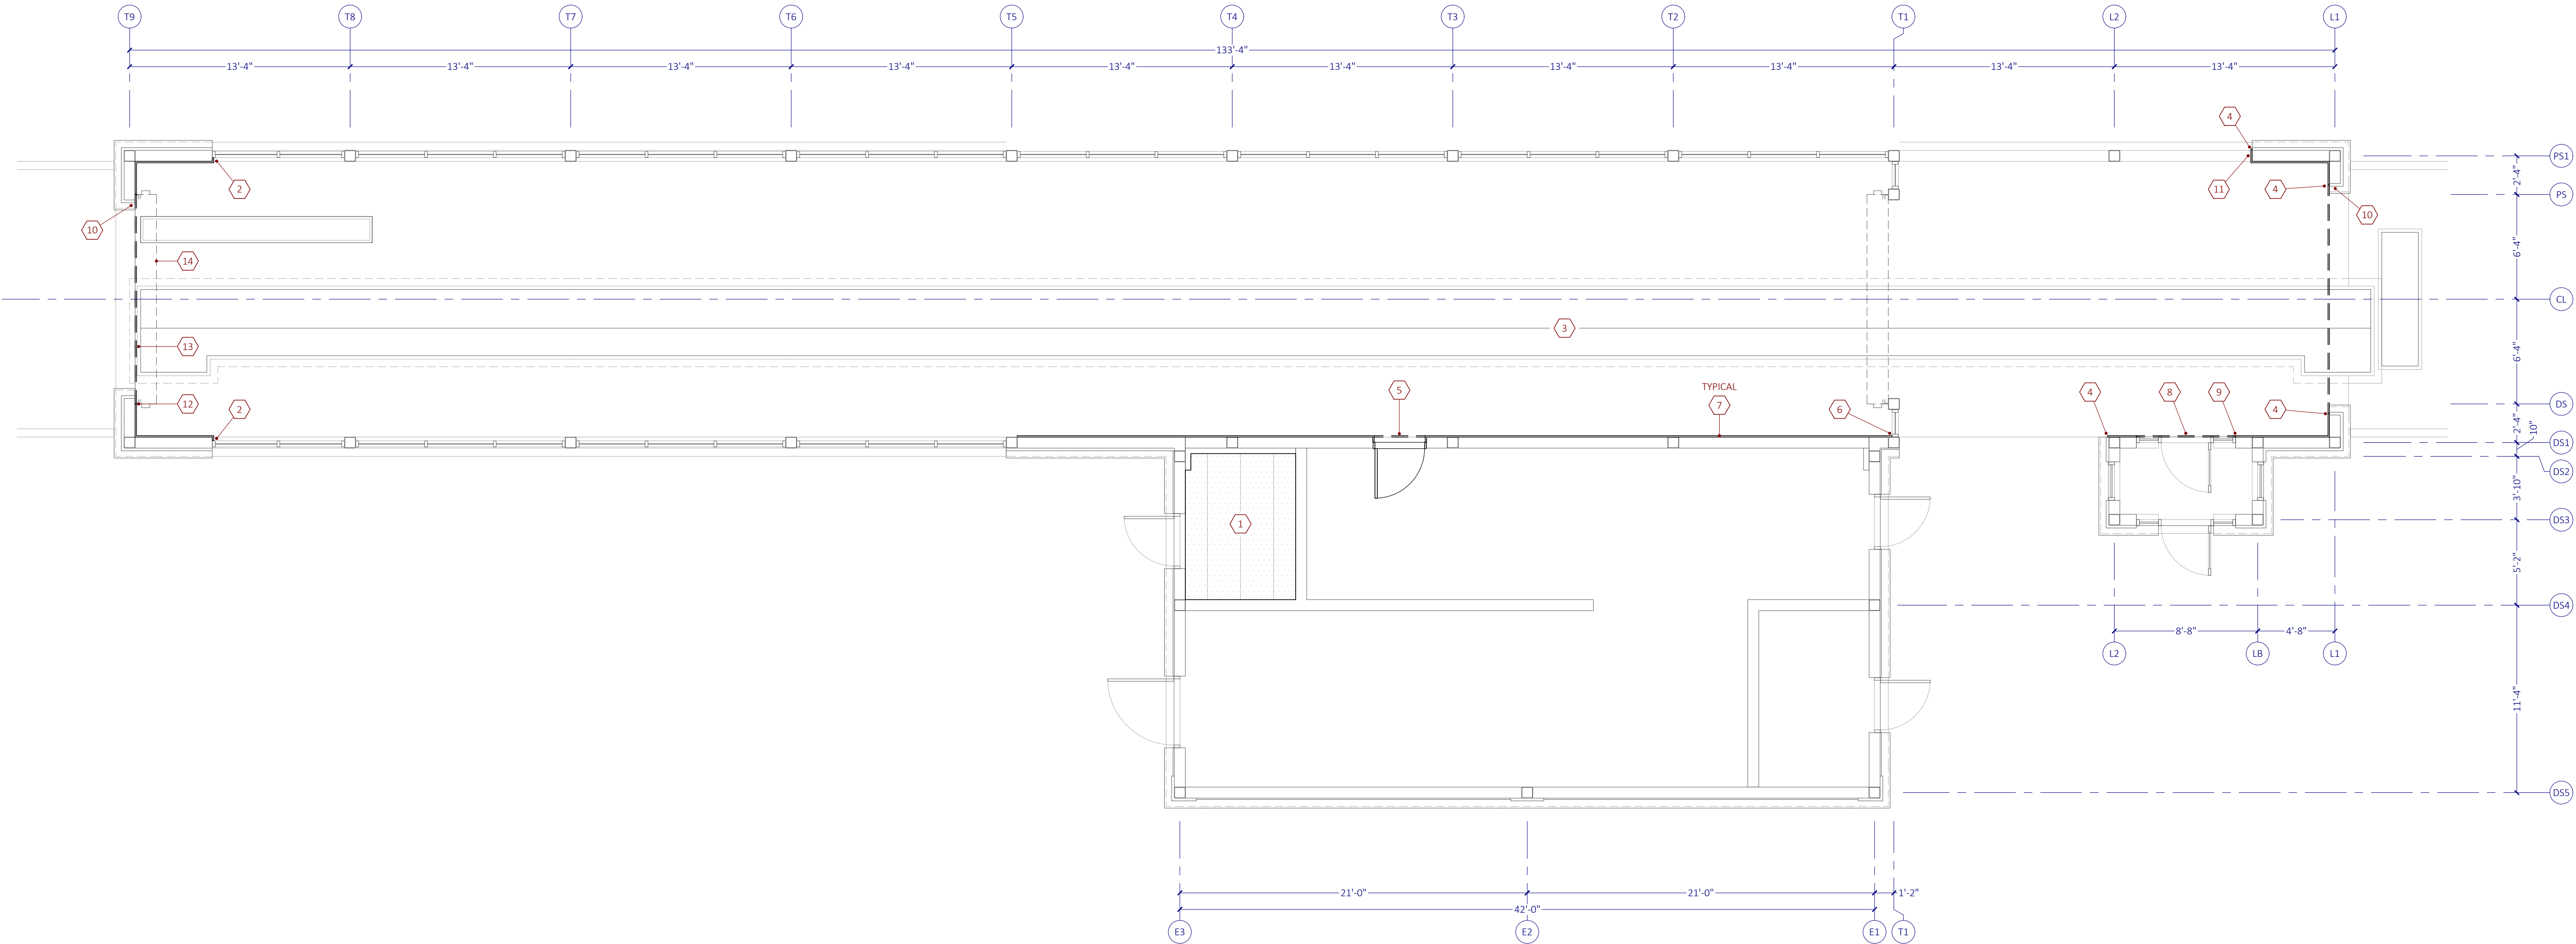 T9 T8 T7 T6 T5 T4 T3 T2 T1 L2 L1
133'-4"
13'-4" 13'-4" 13'-4" 13'-4" 13'-4" 13'-4" 13'-4" 13'-4" 13'-4" 13'-4"
4
PS1
2'-4"
2 11 4 PS
10 10
6'-4"
14
CL
3
13 6'-4"
TYPICAL
5 4 8 9
12 2 7 6 4 DS
2'-4"
10"
DS1
DS2
3'-10"
1 DS3
5'-2"
DS4
8'-8" 4'-8"
L2 LB L1
11'-4"
DS5
21'-0" 21'-0" 1'-2"
42'-0"
E3 E2 E1 T1